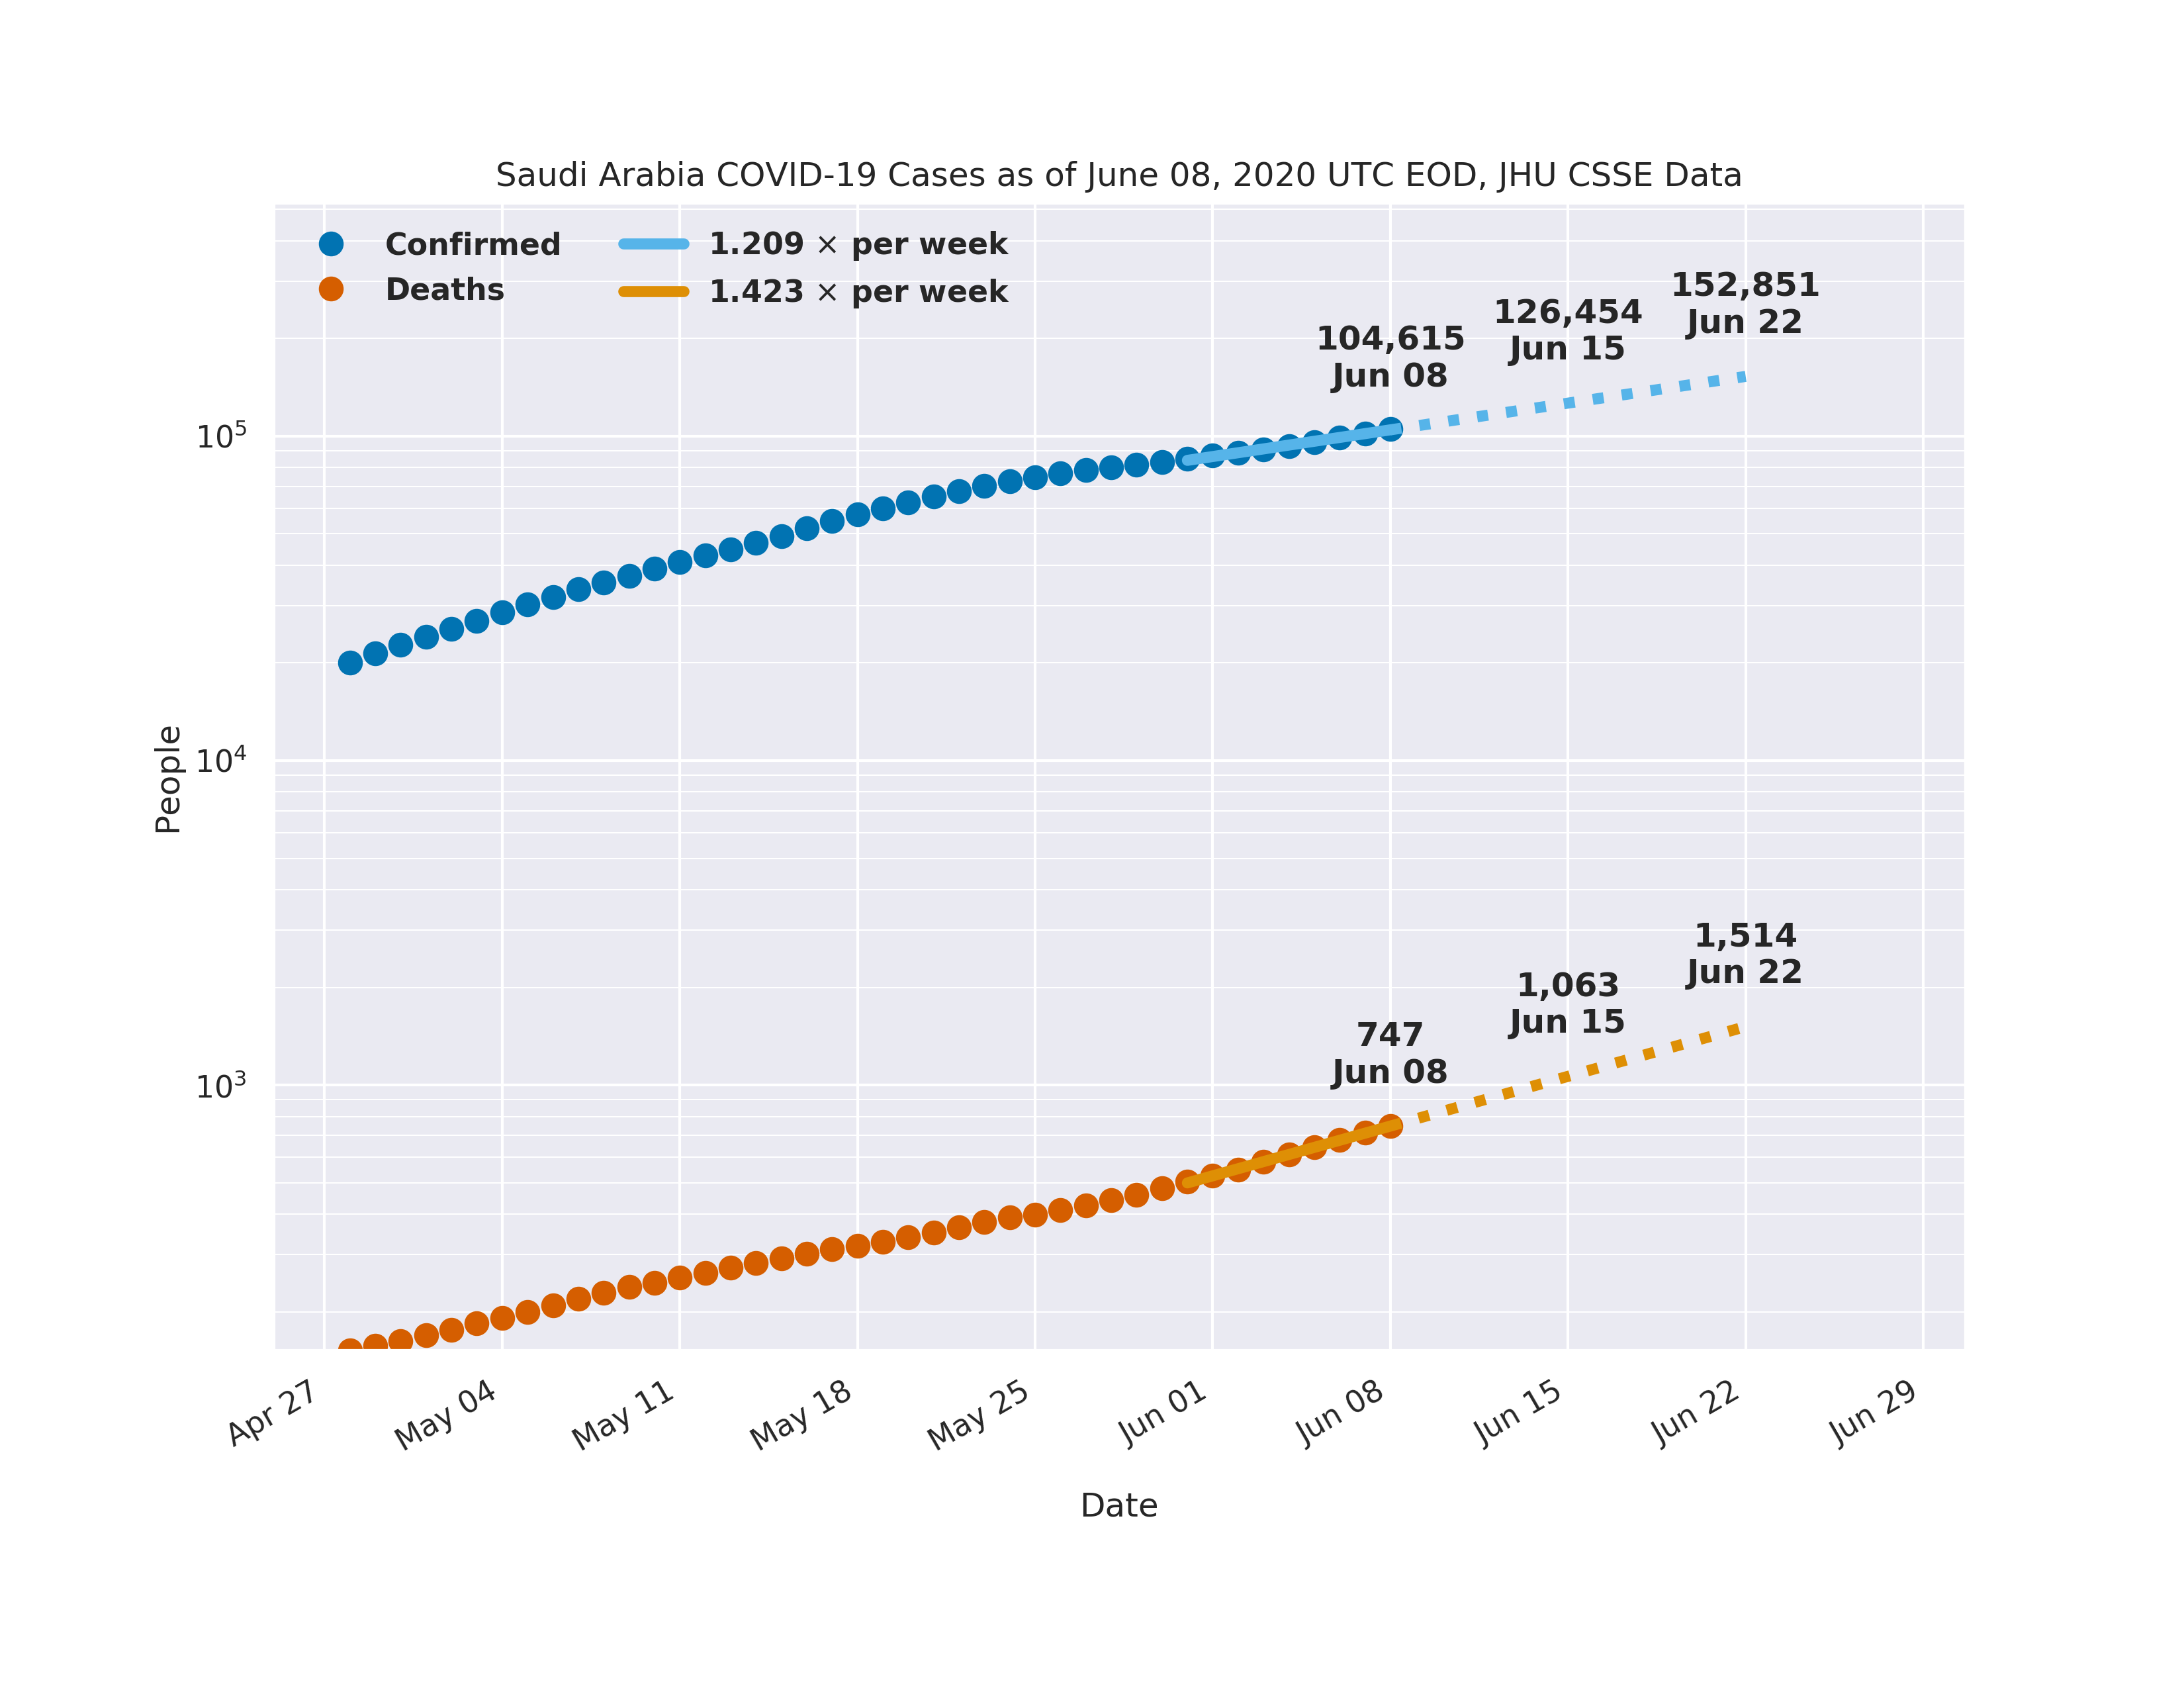 Saudi Arabia COVID-19 Cases as of June 08, 2020 UTC EOD, JHU CSSE Data
Confirmed
Deaths
1.209 × per week
1.423 × per week
104,615
Jun 08
126,454
Jun 15
152,851
Jun 22
747
Jun 08
1,063
Jun 15
1,514
Jun 22
People
10⁵
10⁴
10³
Apr 27
May 04
May 11
May 18
May 25
Jun 01
Jun 08
Jun 15
Jun 22
Jun 29
Date